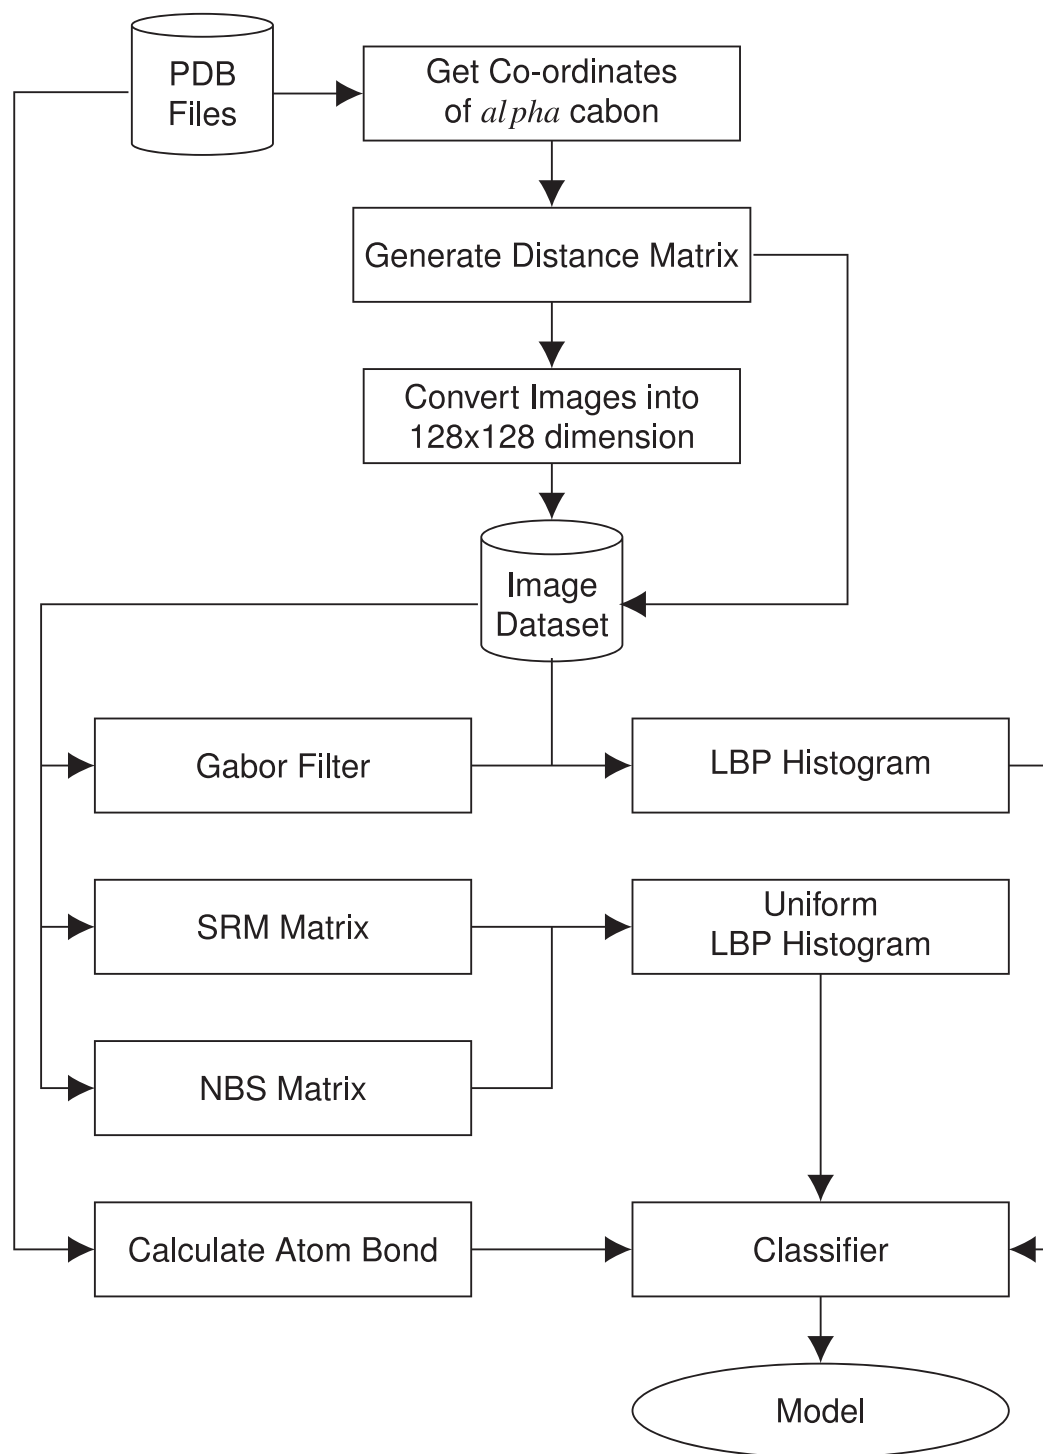 PDB
Files
Get Co-ordinates
of alpha cabon
Generate Distance Matrix
Convert Images into
128x128 dimension
Image
Dataset
Gabor Filter
LBP Histogram
SRM Matrix
Uniform
LBP Histogram
NBS Matrix
Calculate Atom Bond
Classifier
Model